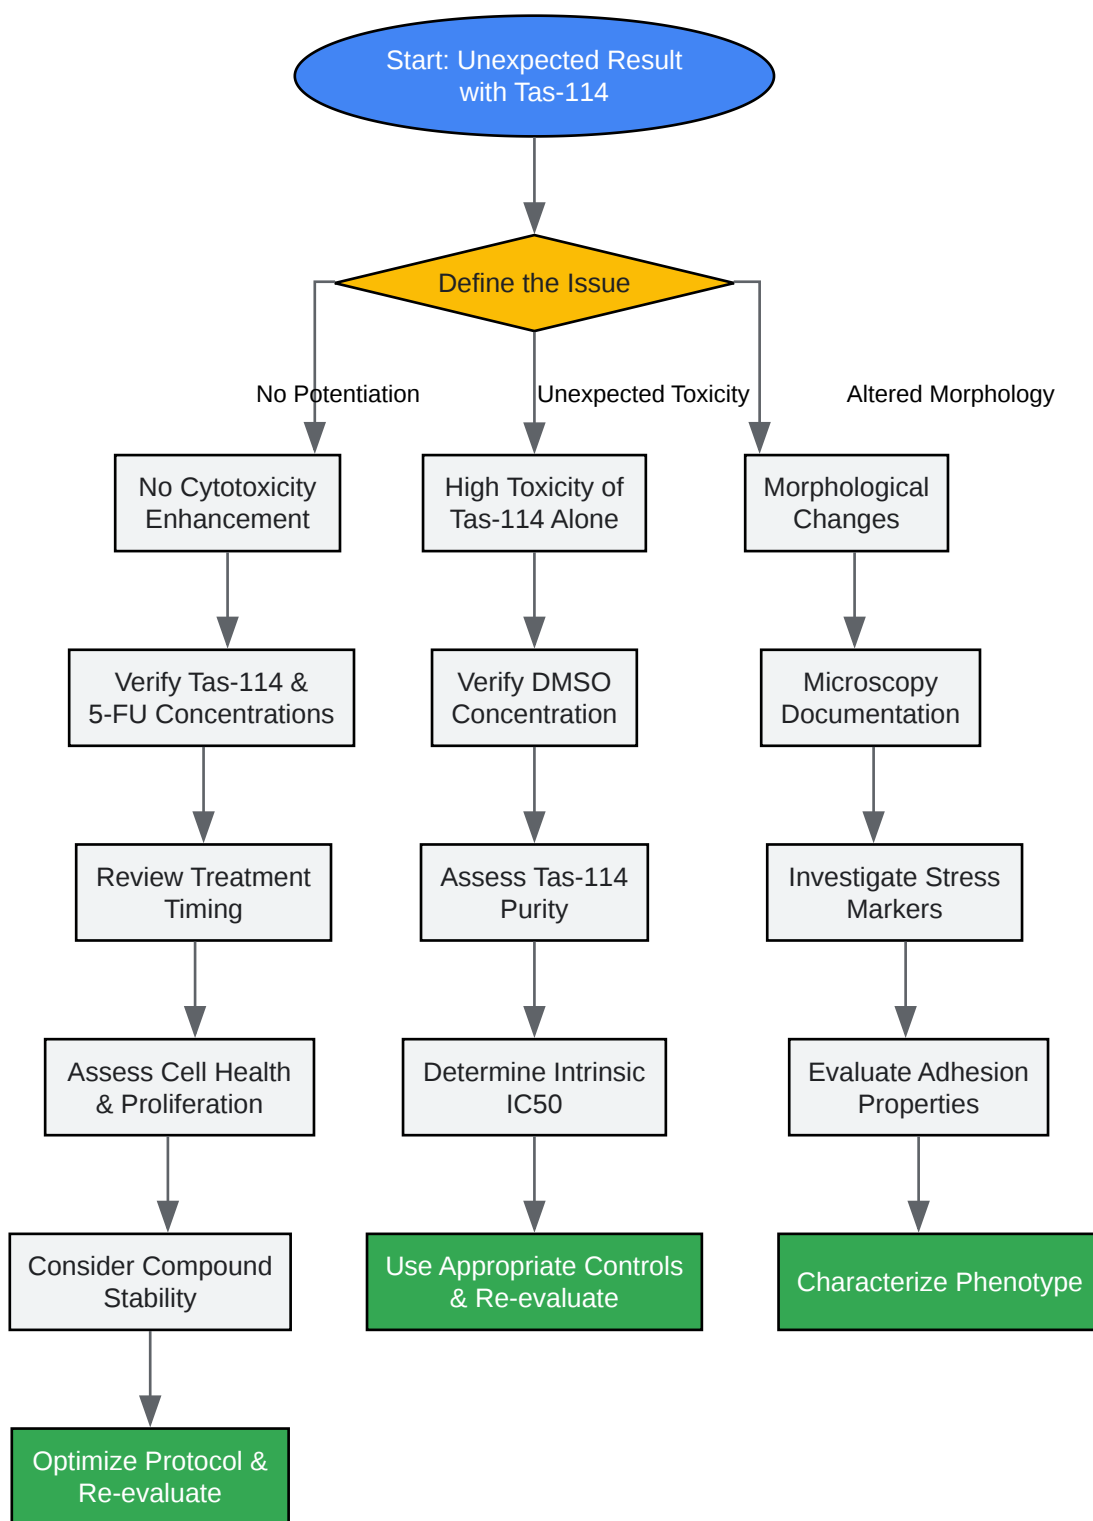 Start: Unexpected Result
with Tas-114
Define the Issue
No Potentiation
Unexpected Toxicity
Altered Morphology
No Cytotoxicity
Enhancement
High Toxicity of
Tas-114 Alone
Morphological
Changes
Verify Tas-114 &
5-FU Concentrations
Verify DMSO
Concentration
Microscopy
Documentation
Review Treatment
Timing
Assess Tas-114
Purity
Investigate Stress
Markers
Assess Cell Health
& Proliferation
Determine Intrinsic
IC50
Evaluate Adhesion
Properties
Consider Compound
Stability
Use Appropriate Controls
& Re-evaluate
Characterize Phenotype
Optimize Protocol &
Re-evaluate